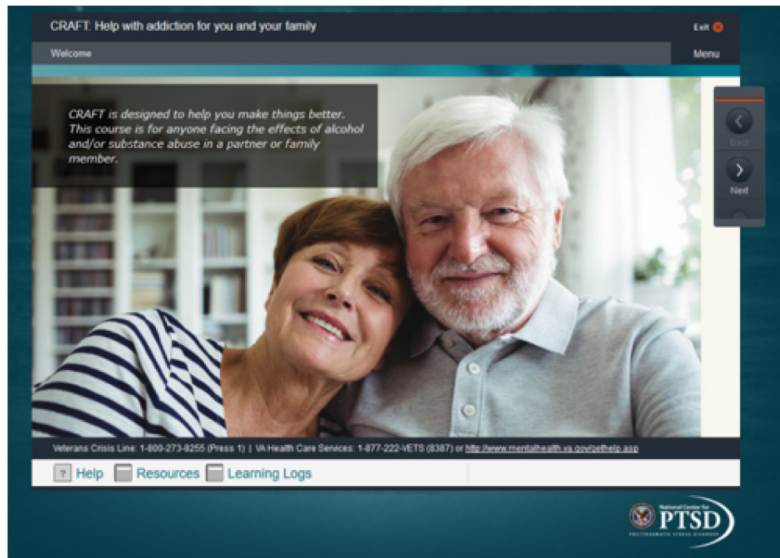 CRAFT: Help with addiction for you and your family
Exit
Welcome
Menu
CRAFT is designed to help you make things better.
This course is for anyone facing the effects of alcohol
and/or substance abuse in a partner or family
member.
Back
Next
Veterans Crisis Line: 1-800-273-8255 (Press 1) | VA Health Care Services: 1-877-222-VETS (8387) or http://www.mentalhealth.va.gov/gethelp.asp
? Help Resources Learning Logs
National Center for
PTSD
POSTTRAUMATIC STRESS DISORDER